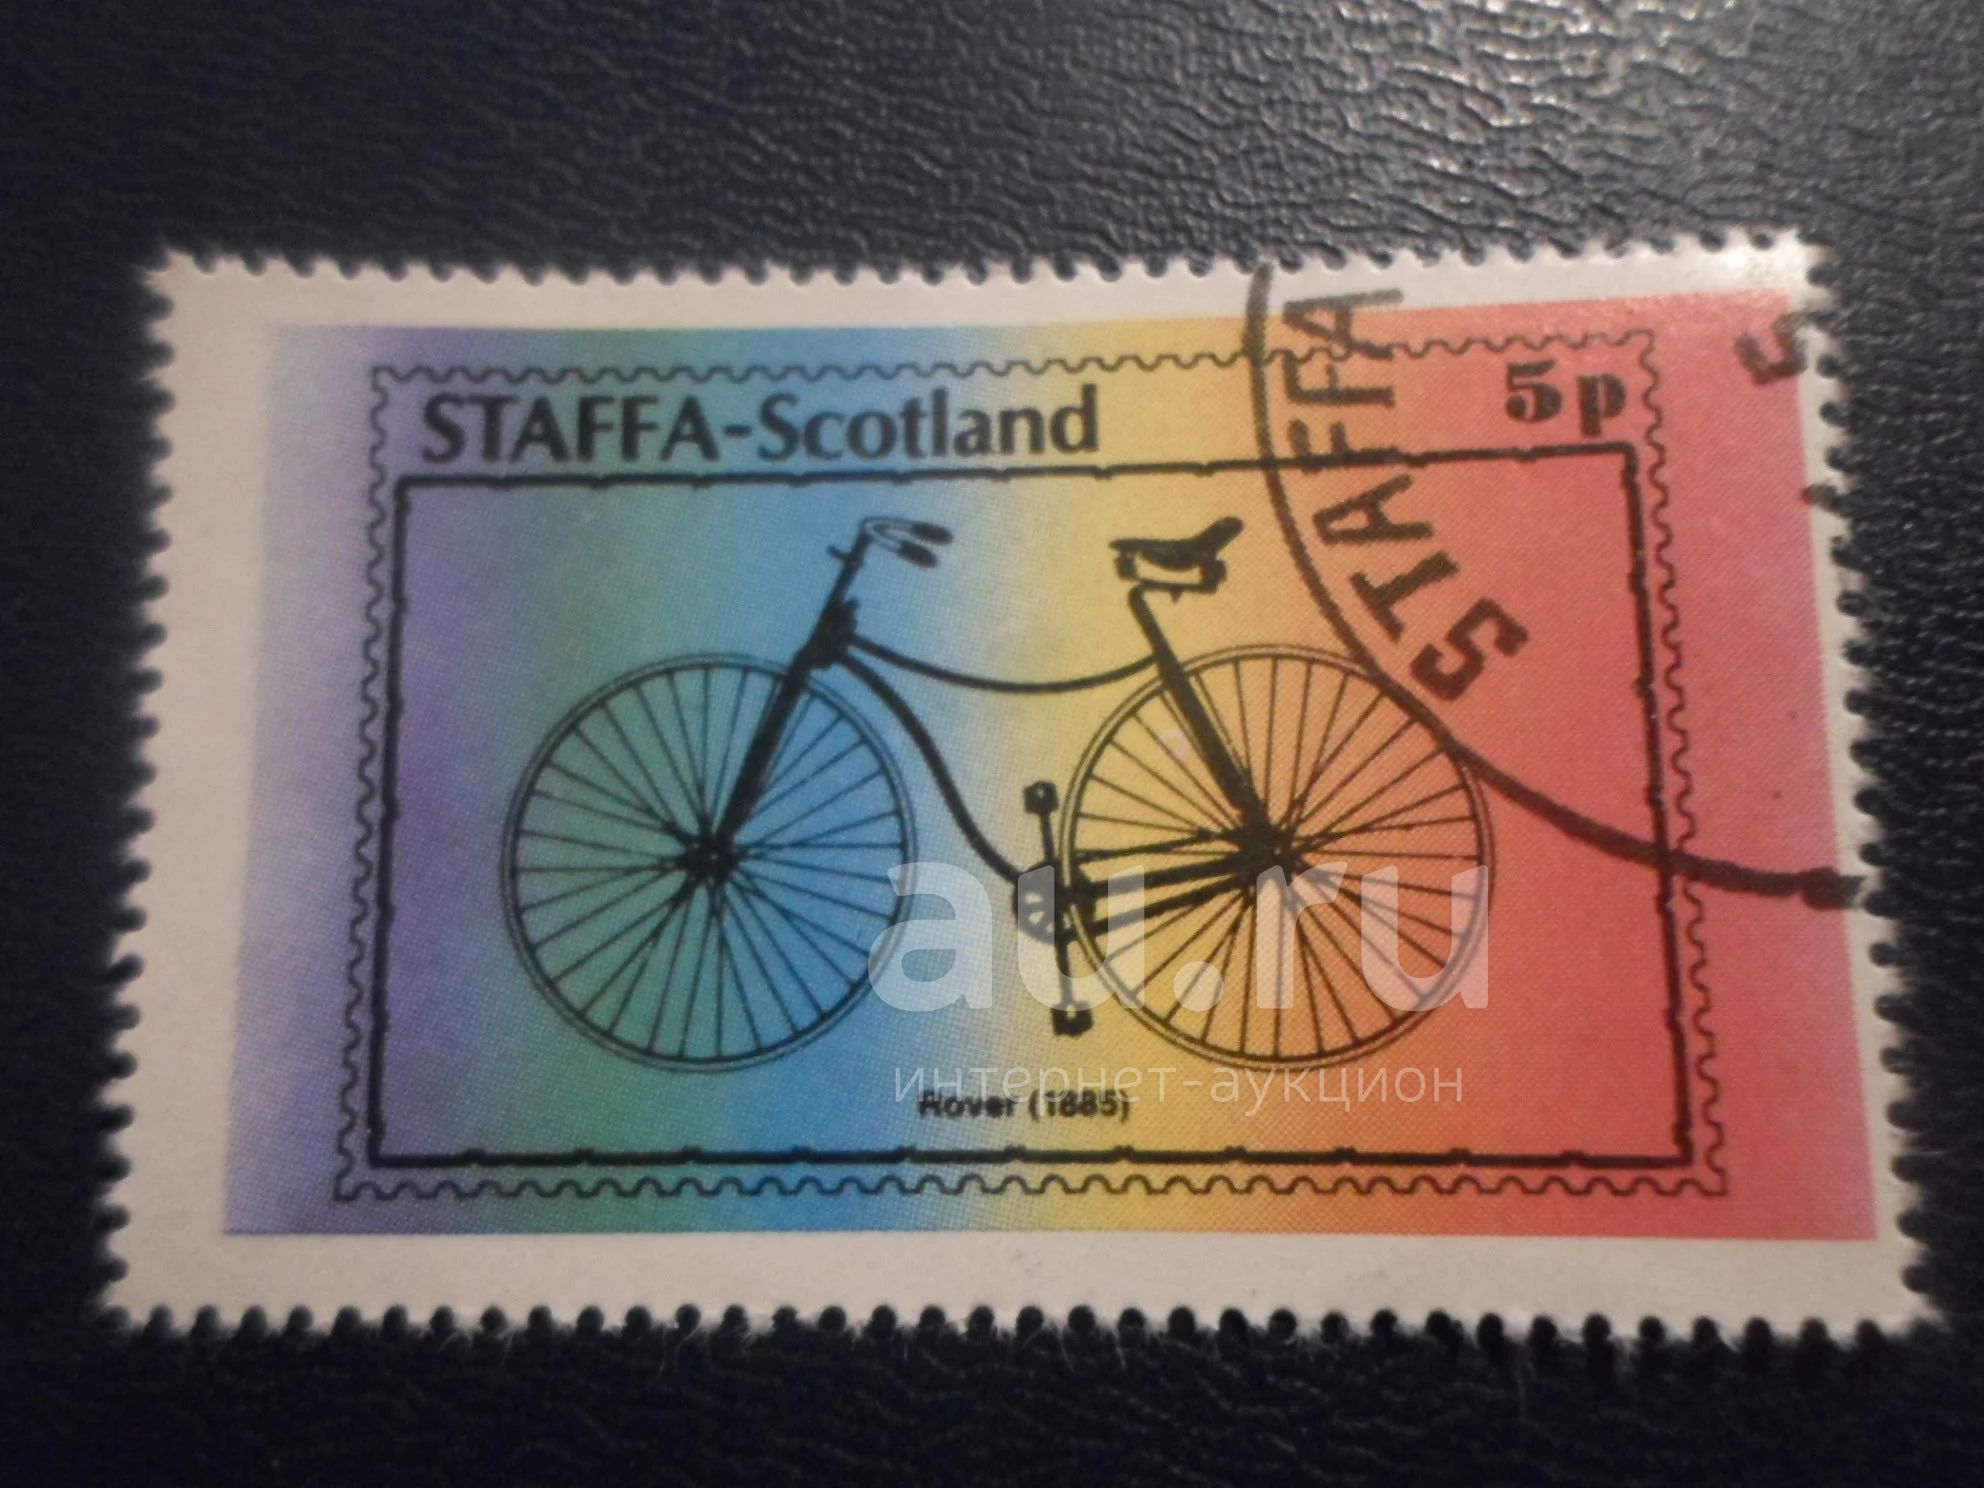 STAFFA-Scotland
5p
STAFFA
S
au.ru
интернет-аукцион
Rover (1885)